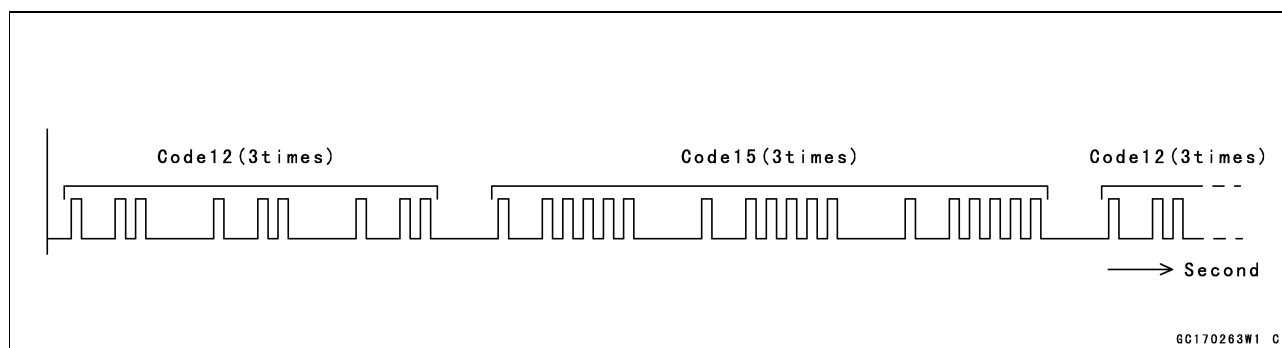 Code12(3times)
Code15(3times)
Code12(3times)
Second
GC170263W1 C